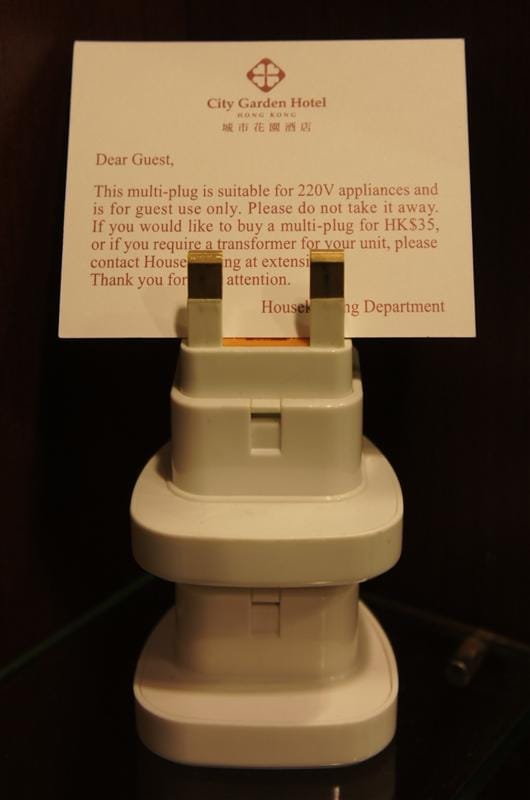 City Garden Hotel
HONG KONG
城市花園酒店
Dear Guest,
This multi-plug is suitable for 220V appliances and
is for guest use only. Please do not take it away.
If you would like to buy a multi-plug for HK$35,
or if you require a transformer for your unit, please
contact House ng at extensi
Thank you for attention.
Housek ng Department